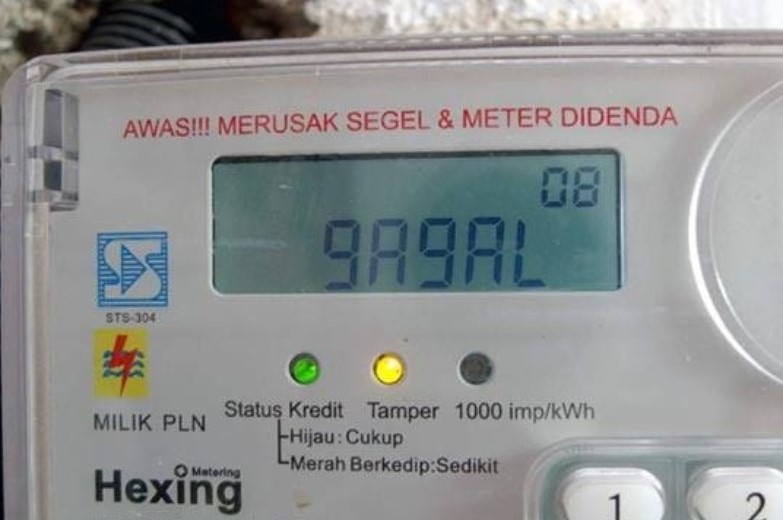 AWAS!!! MERUSAK SEGEL & METER DIDENDA
08
gAgAL
STS-304
MILIK PLN
Status Kredit Tamper 1000 imp/kWh
Hijau : Cukup
Merah Berkedip:Sedikit
Hexing Metering
1 2